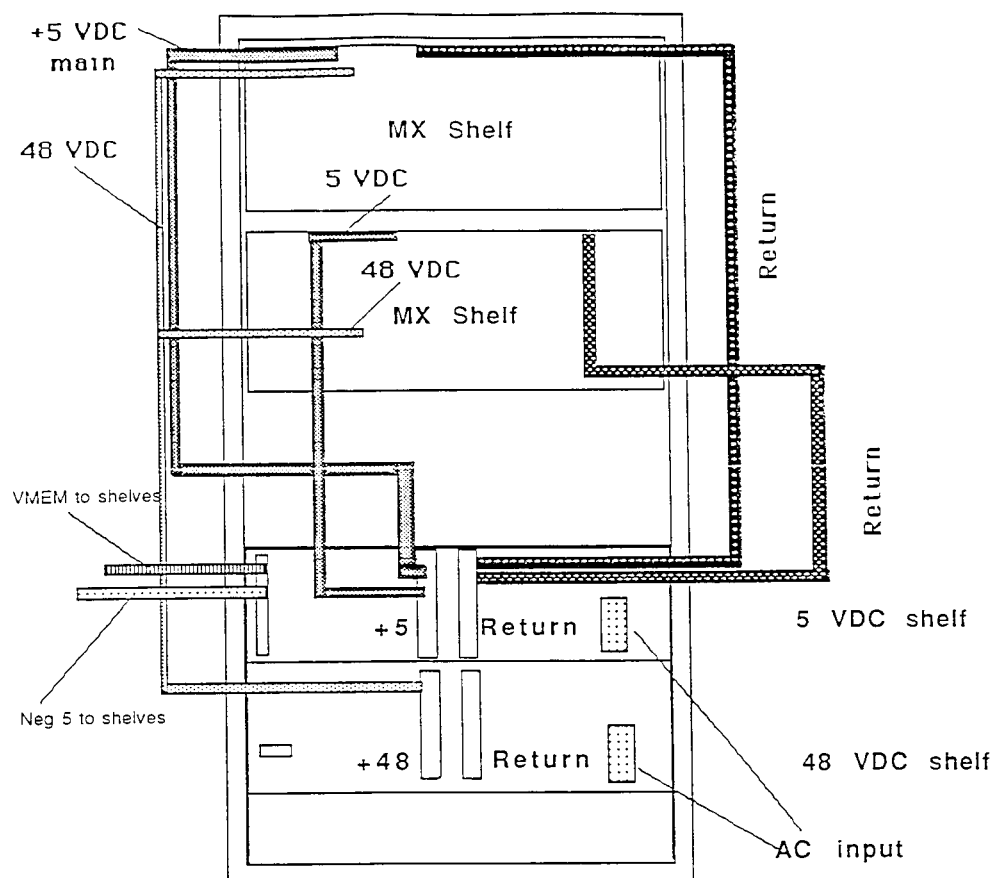 +5 VDC
main
MX Shelf
48 VDC
5 VDC
Return
48 VDC
MX Shelf
Return
VMEM to shelves
+5
Return
5 VDC shelf
Neg 5 to shelves
+48
Return
48 VDC shelf
AC input